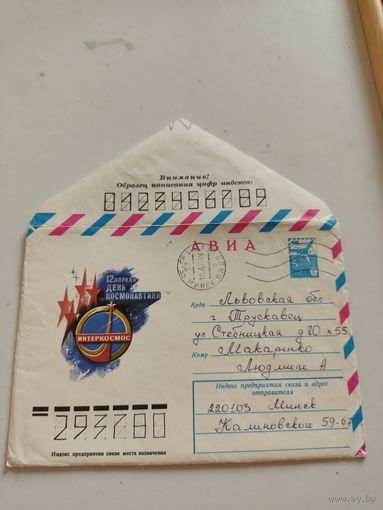 Внимание!
Образец написания цифр индекса:
0123456789
АВИА
12 АПРЕЛЯ
ДЕНЬ
КОСМОНАВТИКИ
ИНТЕРКОСМОС
Куда Львовская обл
г Трускавец
ул Стебницкая д 80 к 55
Кому Макаренко
Людмиле А
Индекс предприятия связи и адрес
отправителя
220103 Минск
Калиновского 59-67
293780
Индекс предприятия связи места назначения
ay.by